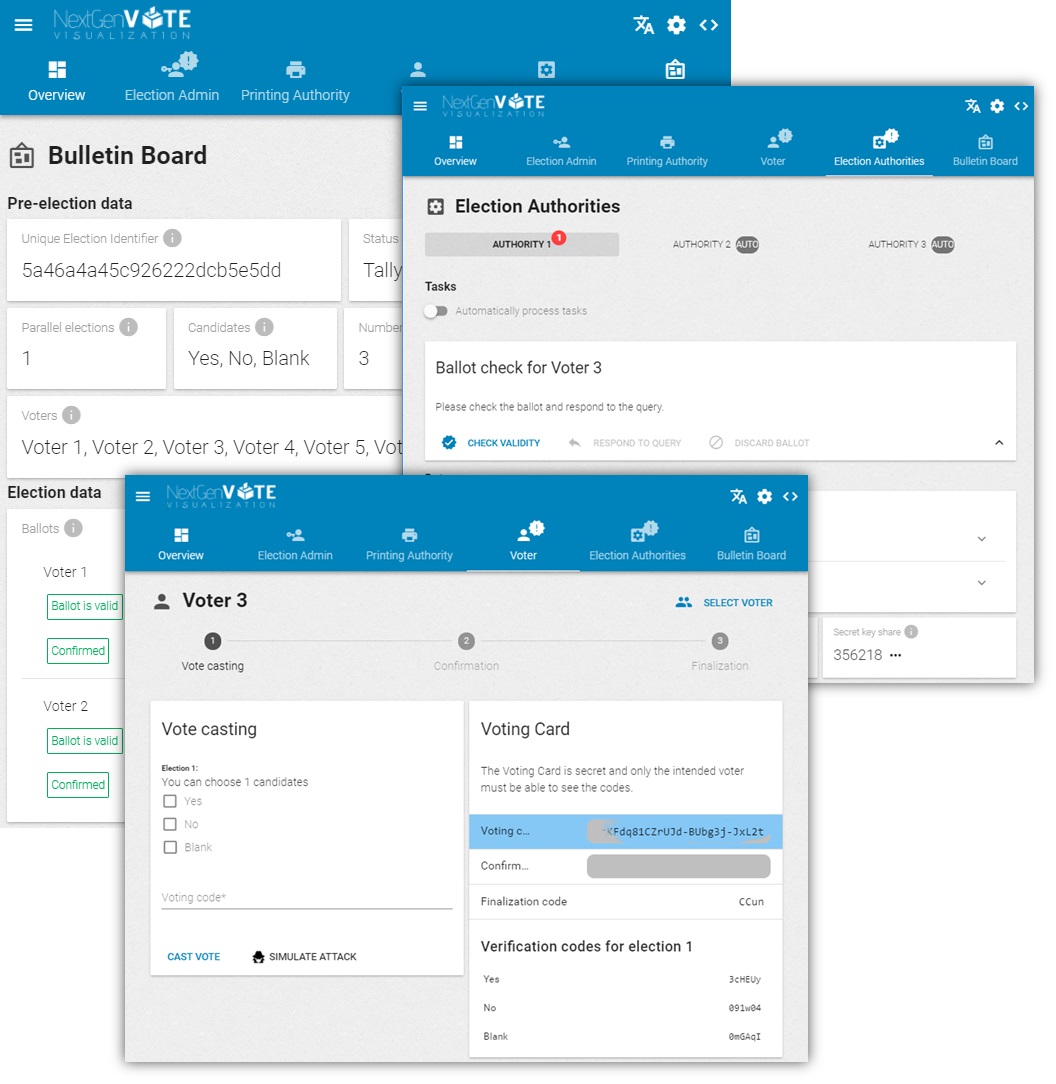 NextGenVOTE
VISUALIZATION
Overview
Election Admin
Printing Authority
Bulletin Board
Pre-election data
Unique Election Identifier
5a46a4a45c926222dcb5e5dd
Status
Tally
Parallel elections
1
Candidates
Yes, No, Blank
Number
3
Voters
Voter 1, Voter 2, Voter 3, Voter 4, Voter 5,
Election data
Ballots
Voter 1
Ballot is valid
Confirmed
Voter 2
Ballot is valid
Confirmed
NextGenVOTE
VISUALIZATION
Overview
Election Admin
Printing Authority
Voter
Election Authorities
Bulletin Board
Election Authorities
AUTHORITY 1 1
AUTHORITY 2 AUTO
AUTHORITY 3 AUTO
Tasks
Automatically process tasks
Ballot check for Voter 3
Please check the ballot and respond to the query.
CHECK VALIDITY
RESPOND TO QUERY
DISCARD BALLOT
Secret key share
356218 •••
NextGenVOTE
VISUALIZATION
Overview
Election Admin
Printing Authority
Voter
Election Authorities
Bulletin Board
Voter 3
SELECT VOTER
1
Vote casting
2
Confirmation
3
Finalization
Vote casting
Election 1:
You can choose 1 candidates
Yes
No
Blank
Voting code*
CAST VOTE
SIMULATE ATTACK
Voting Card
The Voting Card is secret and only the intended voter
must be able to see the codes.
Voting c...
Confirm...
Finalization code
CCun
Verification codes for election 1
Yes
3cHEUy
No
091w04
Blank
0mGAqI